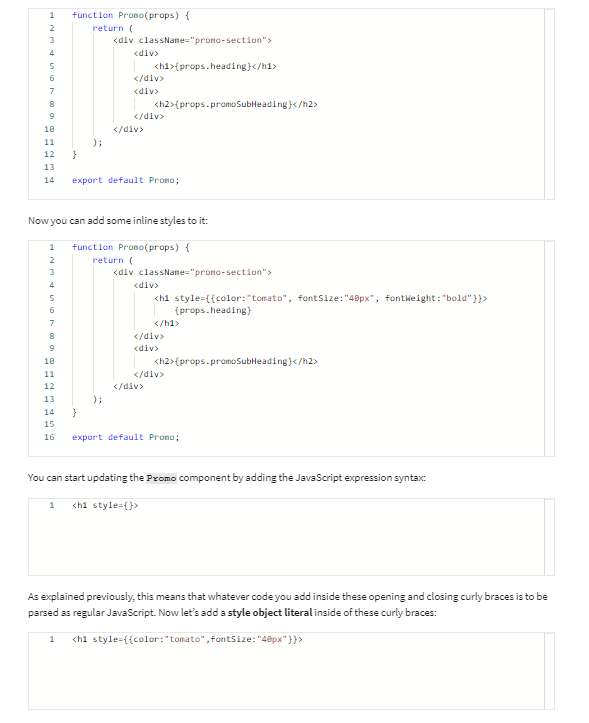 1 function Promo(props) {
2 return (
3 <div className="promo-section">
4 <div>
5 <h1>{props.heading}</h1>
6 </div>
7 <div>
8 <h2>{props.promoSubHeading}</h2>
9 </div>
10 </div>
11 );
12 }
13
14 export default Promo;
Now you can add some inline styles to it:
1 function Promo(props) {
2 return (
3 <div className="promo-section">
4 <div>
5 <h1 style={{color:"tomato", fontSize:"40px", fontWeight:"bold"}}>
6 {props.heading}
7 </h1>
8 </div>
9 <div>
10 <h2>{props.promoSubHeading}</h2>
11 </div>
12 </div>
13 );
14 }
15
16 export default Promo;
You can start updating the Promo component by adding the JavaScript expression syntax:
1 <h1 style={}>
As explained previously, this means that whatever code you add inside these opening and closing curly braces is to be
parsed as regular JavaScript. Now let's add a style object literal inside of these curly braces:
1 <h1 style={{color:"tomato",fontSize:"40px"}}>